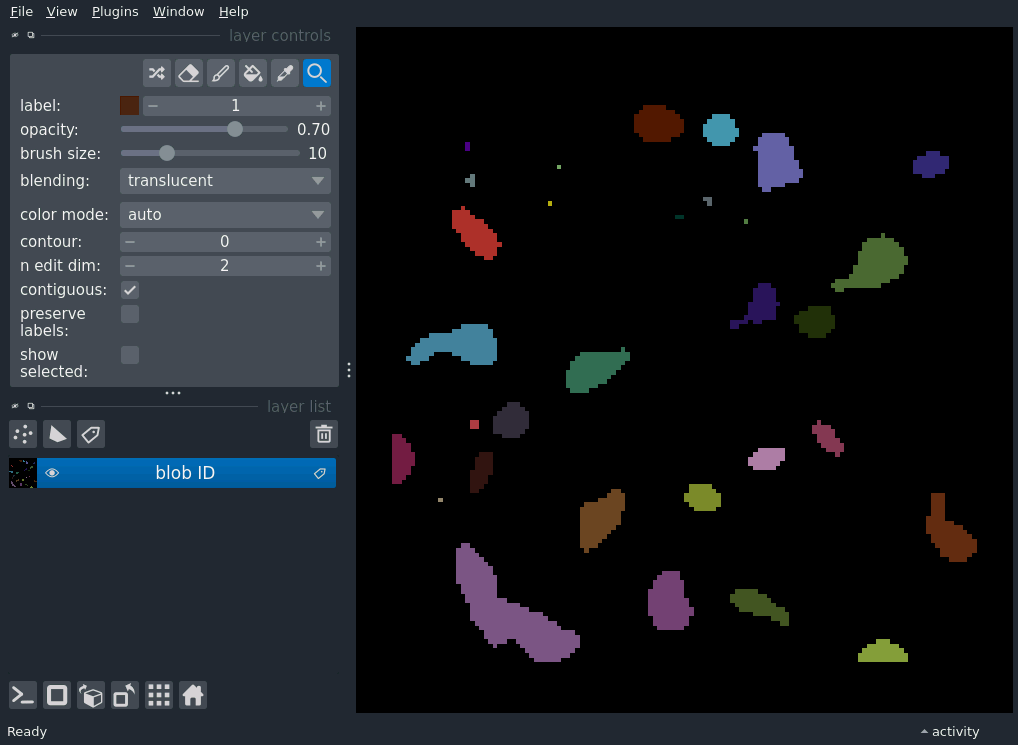 File View Plugins Window Help
layer controls
label: 1
opacity: 0.70
brush size: 10
blending: translucent
color mode: auto
contour: 0
n edit dim: 2
contiguous:
preserve
labels:
show
selected:
layer list
blob ID
Ready
activity